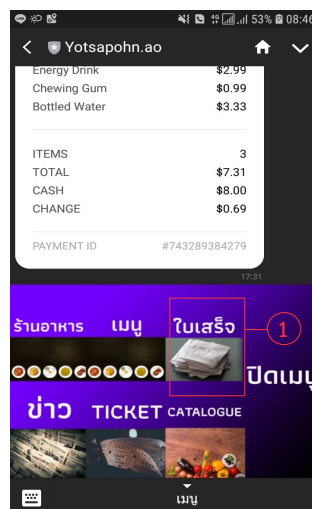 53% 08:46
Yotsapohn.ao
Energy Drink $2.99
Chewing Gum $0.99
Bottled Water $3.33
ITEMS 3
TOTAL $7.31
CASH $8.00
CHANGE $0.69
PAYMENT ID #743289384279
17:31
ร้านอาหาร เมนู ใบเสร็จ 1
ปิดเมนู
ข่าว TICKET CATALOGUE
เมนู